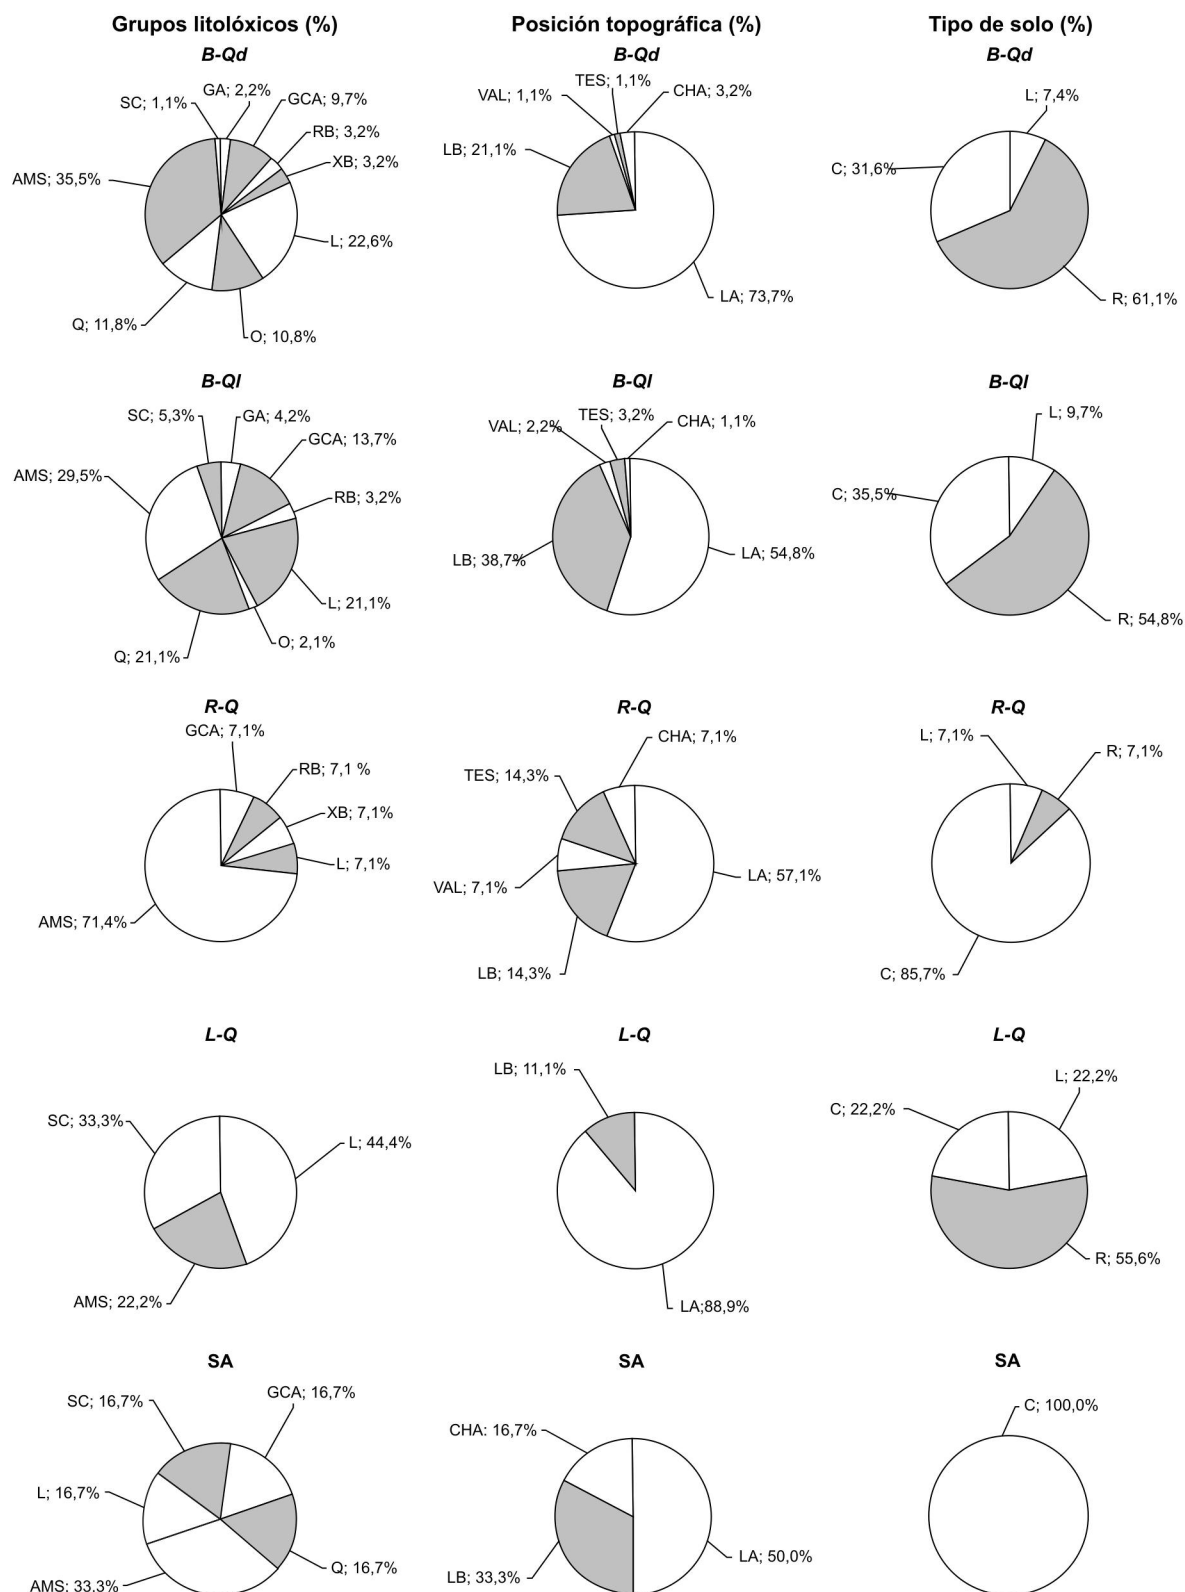 Grupos litolóxicos (%)
Posición topográfica (%)
Tipo de solo (%)
B-Qd
SC; 1,1%
GA; 2,2%
GCA; 9,7%
RB; 3,2%
XB; 3,2%
AMS; 35,5%
L; 22,6%
Q; 11,8%
O; 10,8%
B-Qd
TES; 1,1%
VAL; 1,1%
CHA; 3,2%
LB; 21,1%
LA; 73,7%
B-Qd
L; 7,4%
C; 31,6%
R; 61,1%
B-Ql
SC; 5,3%
GA; 4,2%
GCA; 13,7%
AMS; 29,5%
RB; 3,2%
L; 21,1%
O; 2,1%
Q; 21,1%
B-Ql
TES; 3,2%
VAL; 2,2%
CHA; 1,1%
LB; 38,7%
LA; 54,8%
B-Ql
L; 9,7%
C; 35,5%
R; 54,8%
R-Q
GCA; 7,1%
RB; 7,1 %
XB; 7,1%
L; 7,1%
AMS; 71,4%
R-Q
CHA; 7,1%
TES; 14,3%
VAL; 7,1%
LA; 57,1%
LB; 14,3%
R-Q
L; 7,1%
R; 7,1%
C; 85,7%
L-Q
SC; 33,3%
L; 44,4%
AMS; 22,2%
L-Q
LB; 11,1%
LA;88,9%
L-Q
L; 22,2%
C; 22,2%
R; 55,6%
SA
SC; 16,7%
GCA; 16,7%
L; 16,7%
Q; 16,7%
AMS; 33,3%
SA
CHA: 16,7%
LA; 50,0%
LB; 33,3%
SA
C; 100,0%